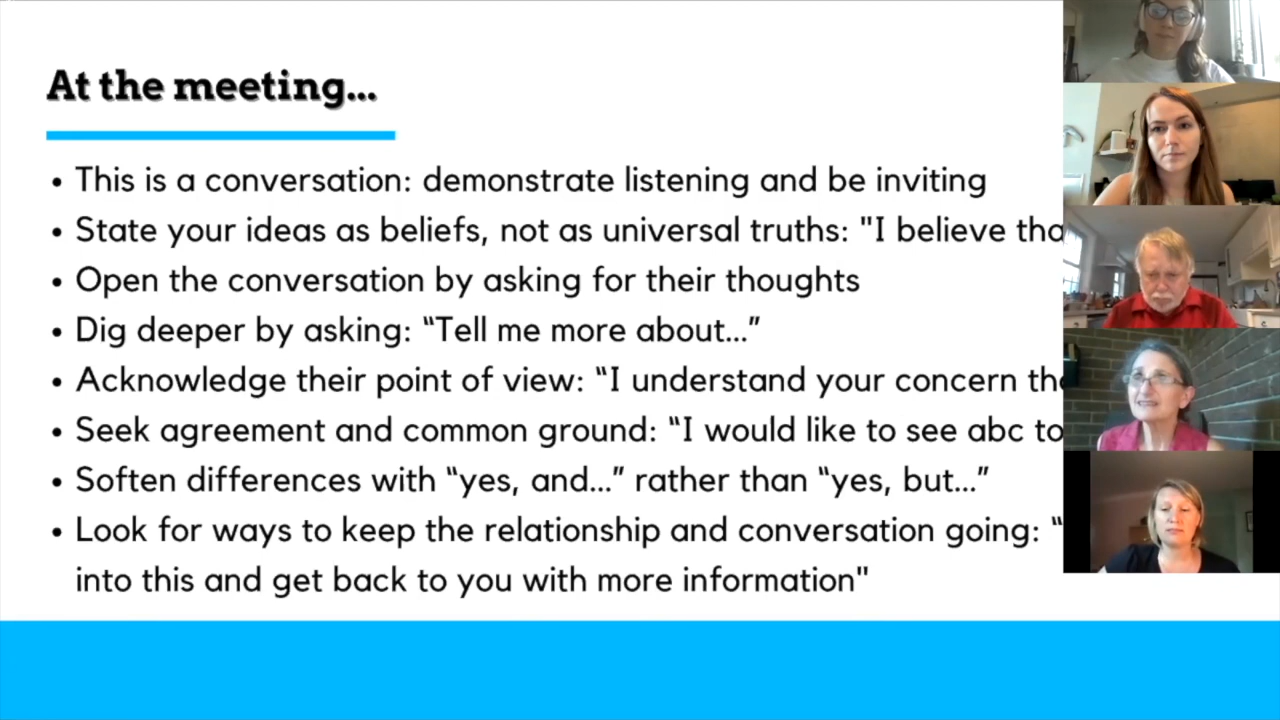 At the meeting...
• This is a conversation: demonstrate listening and be inviting
• State your ideas as beliefs, not as universal truths: "I believe
• Open the conversation by asking for their thoughts
• Dig deeper by asking: “Tell me more about...”
• Acknowledge their point of view: “I understand your concern
• Seek agreement and common ground: “I would like to see abc to
• Soften differences with “yes, and...” rather than “yes, but...”
• Look for ways to keep the relationship and conversation going: “
into this and get back to you with more information"